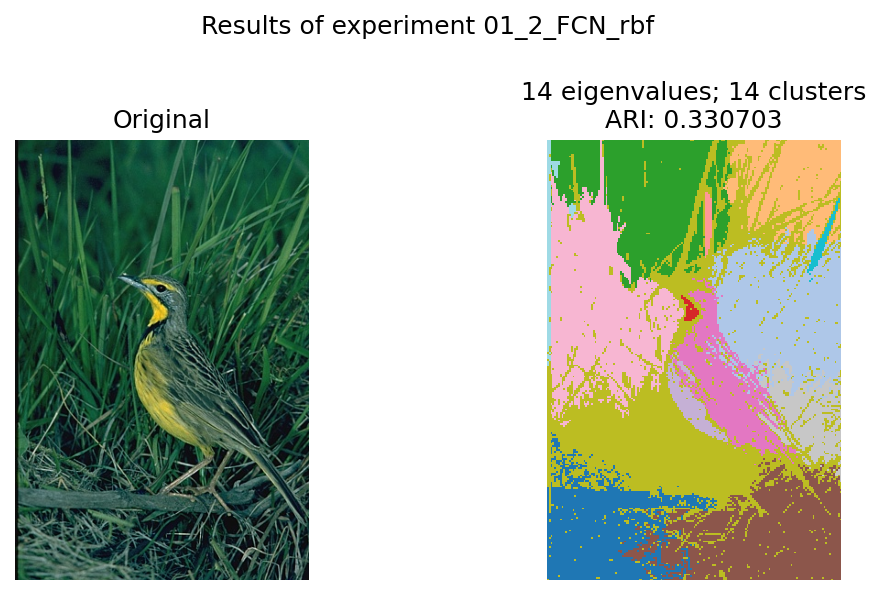 Results of experiment 01_2_FCN_rbf
Original
14 eigenvalues; 14 clusters
ARI: 0.330703